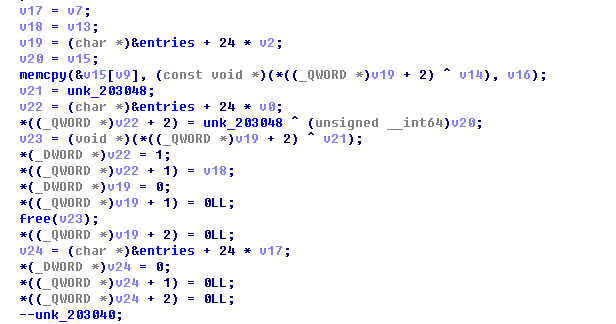 v17 = v7;
v18 = v13;
v19 = (char *)&entries + 24 * v2;
v20 = v15;
memcpy(&v15[v9], (const void *)(*((_QWORD *)v19 + 2) ^ v14), v16);
v21 = unk_203048;
v22 = (char *)&entries + 24 * v0;
*((_QWORD *)v22 + 2) = unk_203048 ^ (unsigned __int64)v20;
v23 = (void *)(*((_QWORD *)v19 + 2) ^ v21);
*(_DWORD *)v22 = 1;
*((_QWORD *)v22 + 1) = v18;
*(_DWORD *)v19 = 0;
*((_QWORD *)v19 + 1) = 0LL;
free(v23);
*((_QWORD *)v19 + 2) = 0LL;
v24 = (char *)&entries + 24 * v17;
*(_DWORD *)v24 = 0;
*((_QWORD *)v24 + 1) = 0LL;
*((_QWORD *)v24 + 2) = 0LL;
--unk_203040;